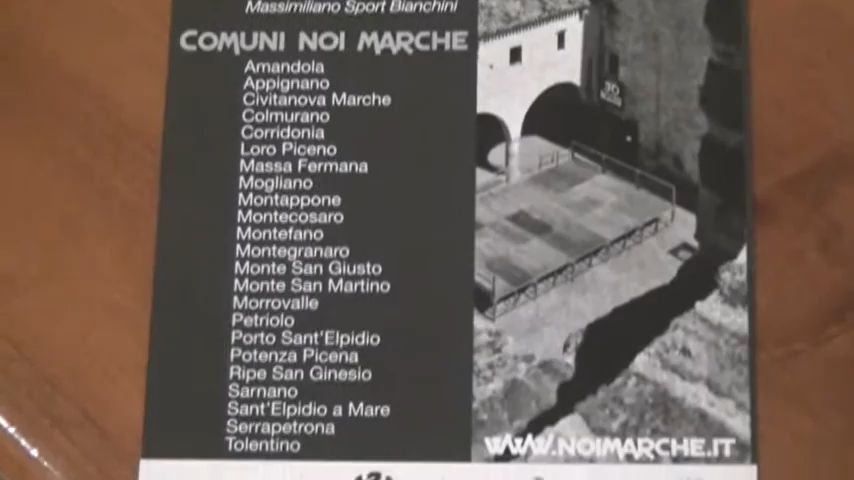 Massimiliano Sport Bianchini
COMUNI NOI MARCHE
Amandola
Appignano
Civitanova Marche
Colmurano
Corridonia
Loro Piceno
Massa Fermana
Mogliano
Montappone
Montecosaro
Montefano
Montegranaro
Monte San Giusto
Monte San Martino
Morrovalle
Petriolo
Porto Sant'Elpidio
Potenza Picena
Ripe San Ginesio
Sarnano
Sant'Elpidio a Mare
Serrapetrona
Tolentino
WWW.NOIMARCHE.IT